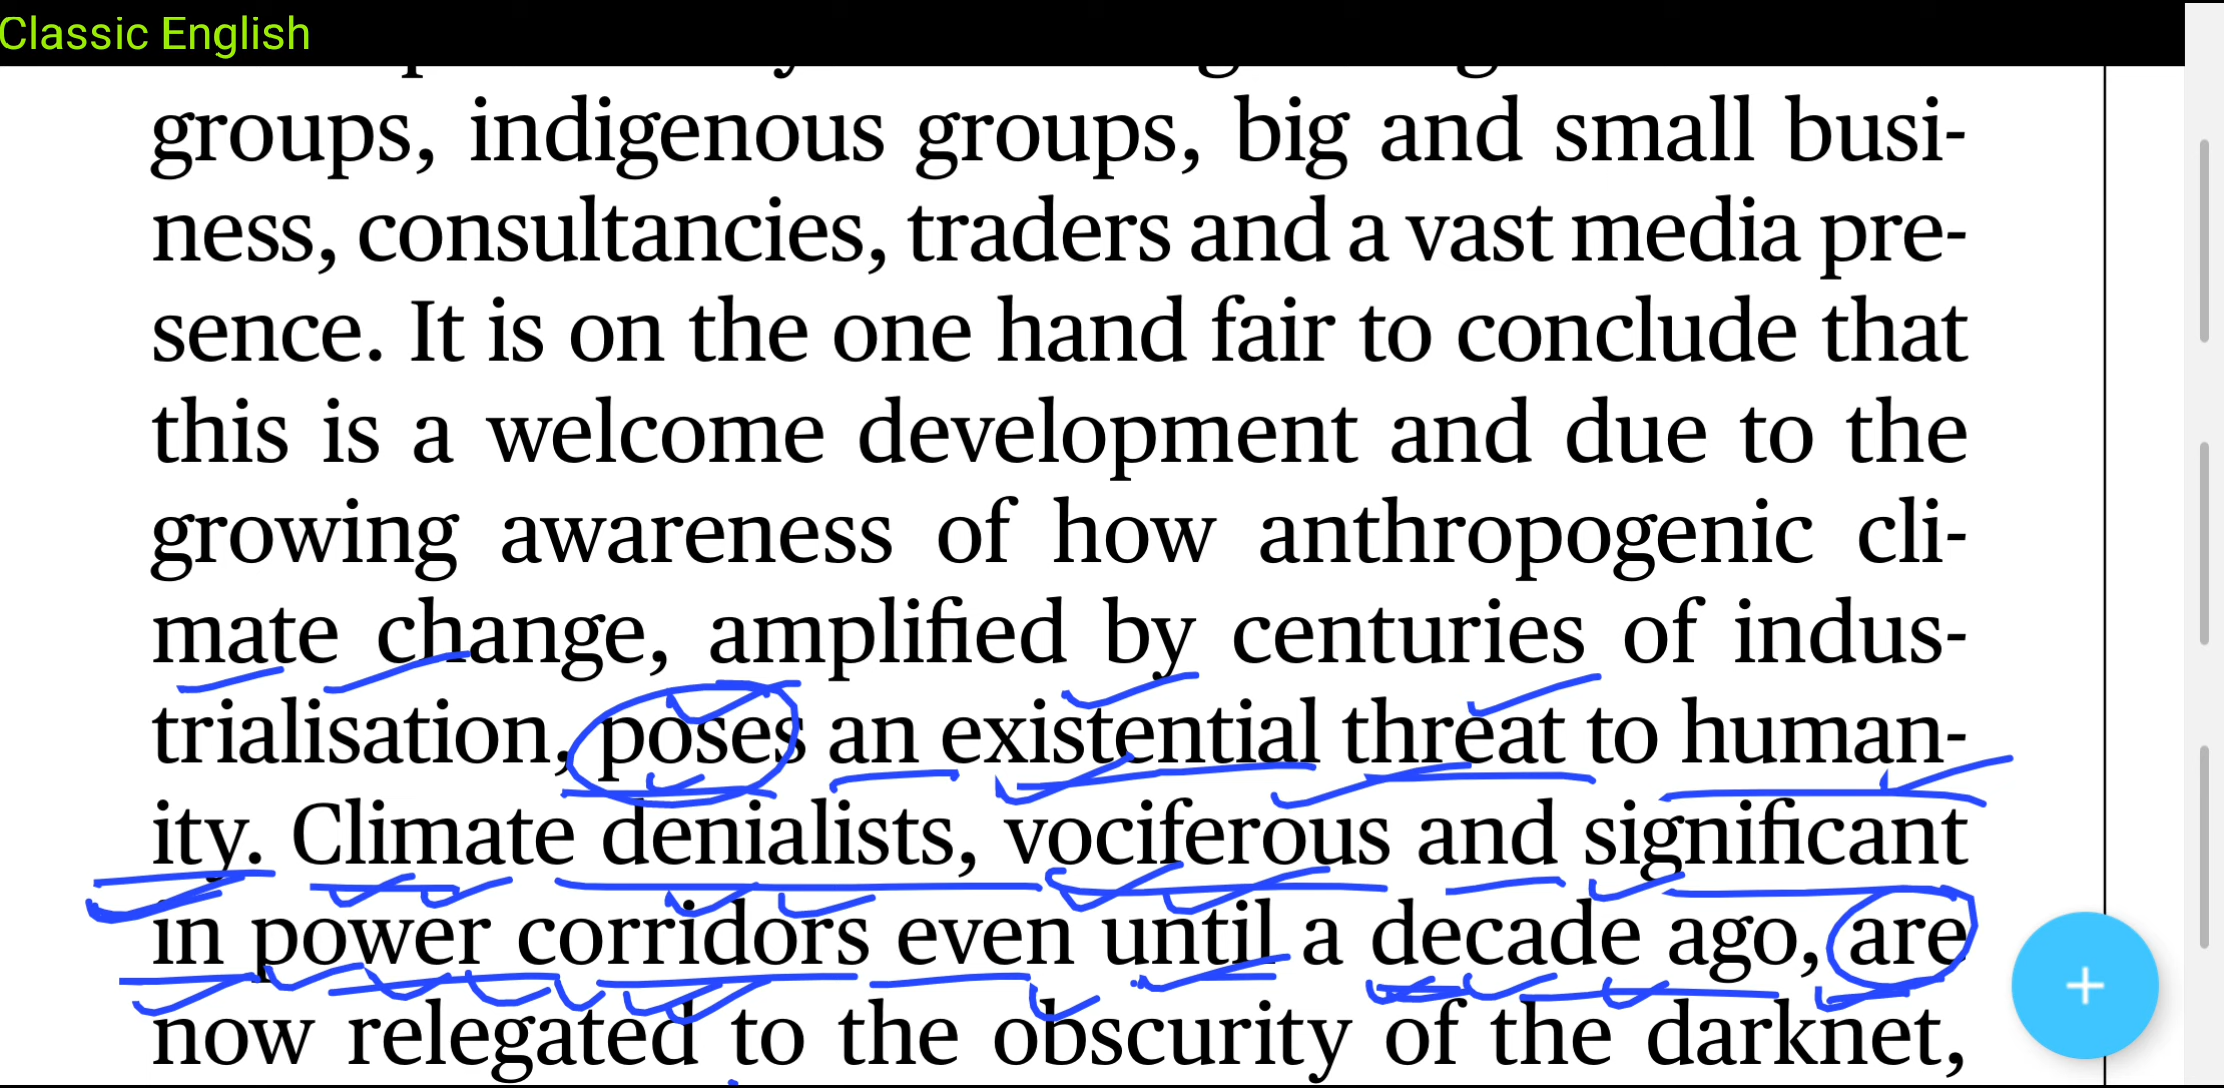 Classic English
groups, indigenous groups, big and small busi-
ness, consultancies, traders and a vast media pre-
sence. It is on the one hand fair to conclude that
this is a welcome development and due to the
growing awareness of how anthropogenic cli-
mate change, amplified by centuries of indus-
trialisation, poses an existential threat to human-
ity. Climate denialists, vociferous and significant
in power corridors even until a decade ago, are
now relegated to the obscurity of the darknet,
+